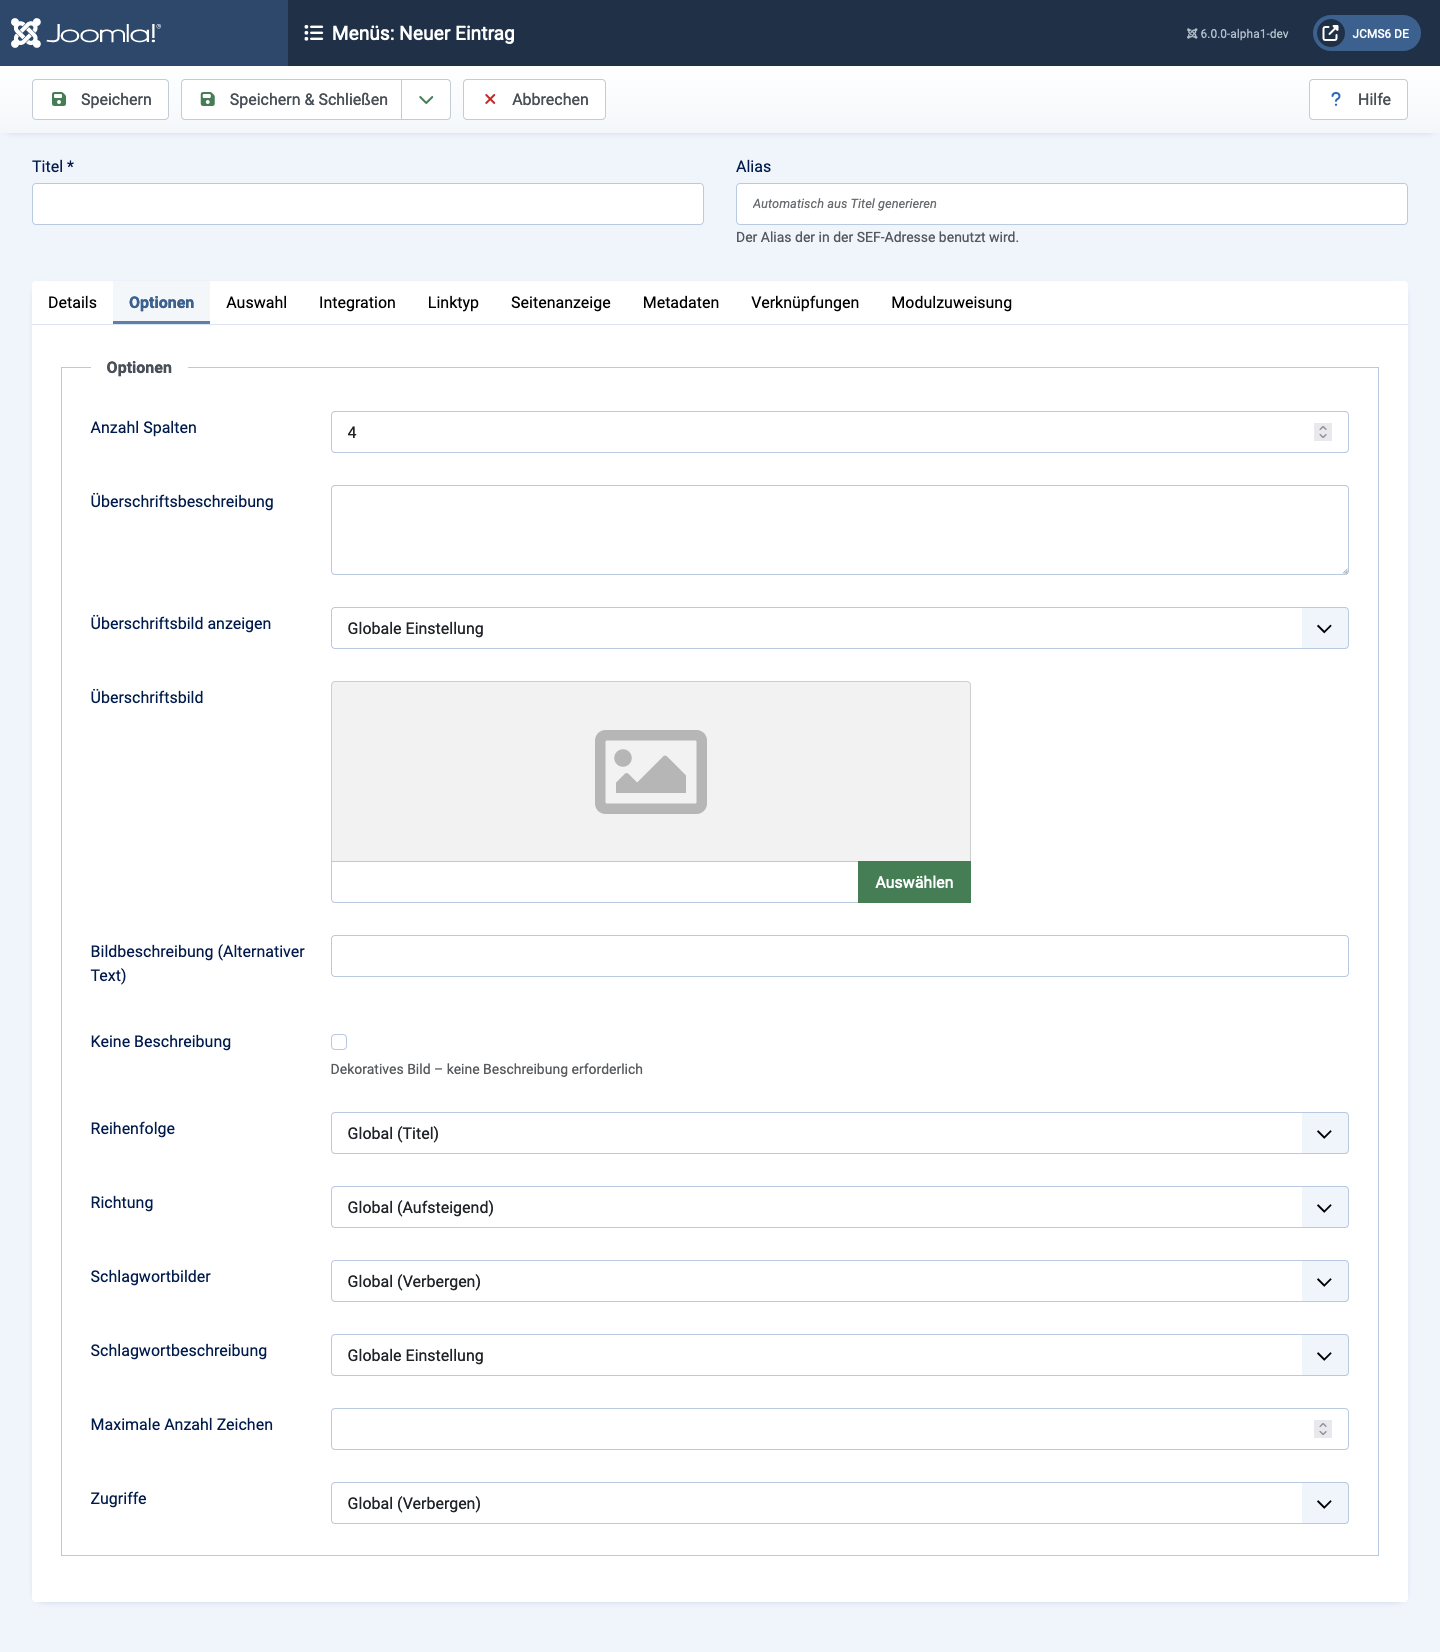 Joomla!®
Menüs: Neuer Eintrag
6.0.0-alpha1-dev
JCMS6 DE
Speichern
Speichern & Schließen
Abbrechen
? Hilfe
Titel *
Alias
Automatisch aus Titel generieren
Der Alias der in der SEF-Adresse benutzt wird.
Details Optionen Auswahl Integration Linktyp Seitenanzeige Metadaten Verknüpfungen Modulzuweisung
Optionen
Anzahl Spalten
4
Überschriftsbeschreibung
Überschriftsbild anzeigen
Globale Einstellung
Überschriftsbild
Auswählen
Bildbeschreibung (Alternativer
Text)
Keine Beschreibung
Dekoratives Bild – keine Beschreibung erforderlich
Reihenfolge
Global (Titel)
Richtung
Global (Aufsteigend)
Schlagwortbilder
Global (Verbergen)
Schlagwortbeschreibung
Globale Einstellung
Maximale Anzahl Zeichen
Zugriffe
Global (Verbergen)